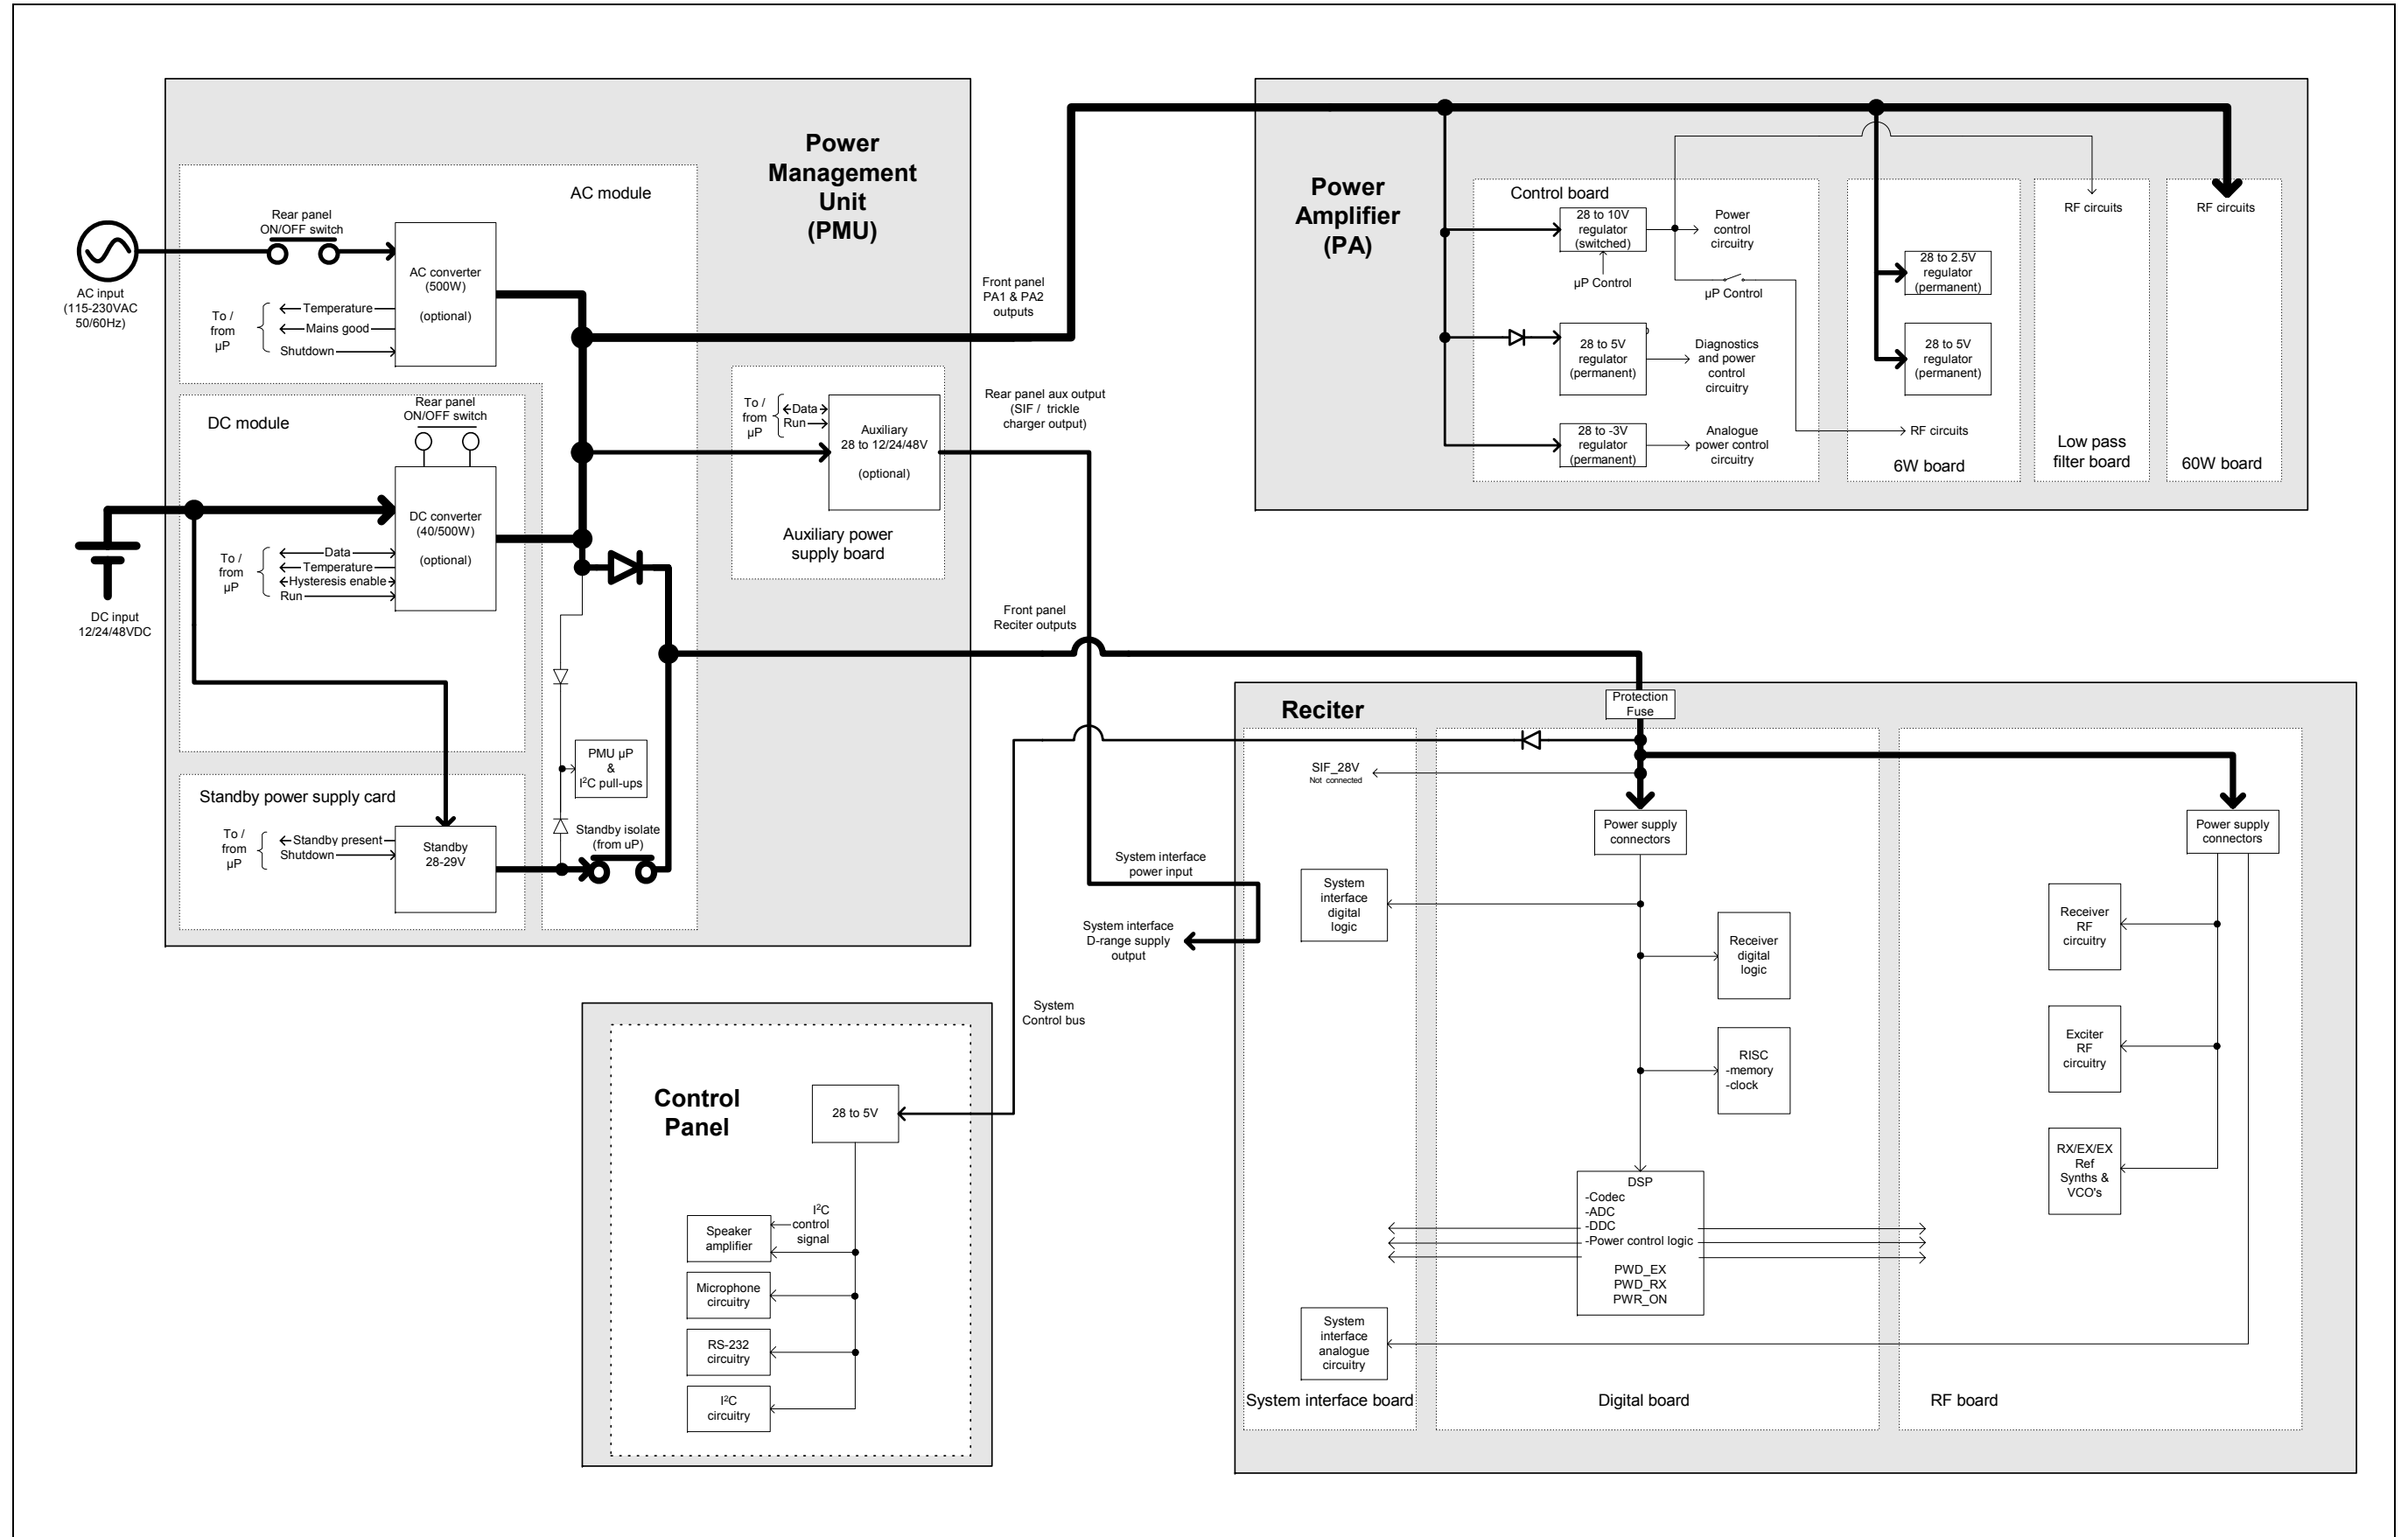 Power
Management
Unit
(PMU)
AC module
Rear panel
ON/OFF switch
AC input
(115-230VAC
50/60Hz)
AC converter
(500W)
(optional)
To /
from
µP
Temperature
Mains good
Shutdown
DC module
Rear panel
ON/OFF switch
DC converter
(40/500W)
(optional)
To /
from
µP
Data
Temperature
Hysteresis enable
Run
DC input
12/24/48VDC
PMU µP
&
I²C pull-ups
Standby power supply card
To /
from
µP
Standby present
Shutdown
Standby
28-29V
Standby isolate
(from uP)
To /
from
µP
Data
Run
Auxiliary
28 to 12/24/48V
(optional)
Auxiliary power
supply board
Front panel
PA1 & PA2
outputs
Rear panel aux output
(SIF / trickle
charger output)
Front panel
Reciter outputs
System interface
power input
System interface
D-range supply
output
System
Control bus
Power
Amplifier
(PA)
Control board
28 to 10V
regulator
(switched)
Power
control
circuitry
µP Control
µP Control
28 to 5V
regulator
(permanent)
Diagnostics
and power
control
circuitry
28 to -3V
regulator
(permanent)
Analogue
power control
circuitry
28 to 2.5V
regulator
(permanent)
28 to 5V
regulator
(permanent)
RF circuits
6W board
RF circuits
Low pass
filter board
RF circuits
60W board
Reciter
Protection
Fuse
SIF_28V
Not connected
Power supply
connectors
Power supply
connectors
System
interface
digital
logic
Receiver
digital
logic
RISC
-memory
-clock
DSP
-Codec
-ADC
-DDC
-Power control logic
PWD_EX
PWD_RX
PWR_ON
Receiver
RF
circuitry
Exciter
RF
circuitry
RX/EX/EX
Ref
Synths &
VCO's
System
interface
analogue
circuitry
System interface board
Digital board
RF board
Control
Panel
28 to 5V
I²C
control
signal
Speaker
amplifier
Microphone
circuitry
RS-232
circuitry
I²C
circuitry